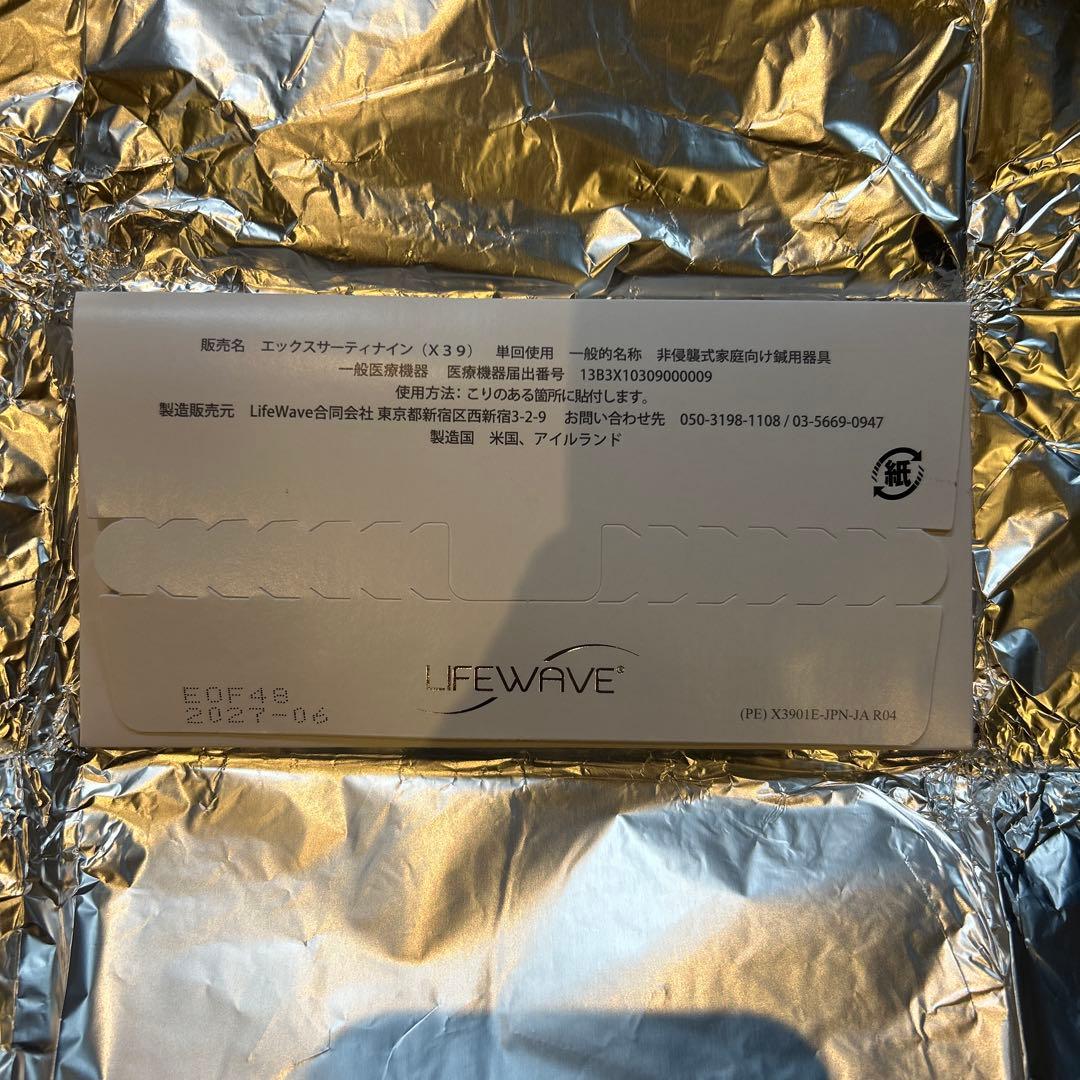 販売名 エックスサーティナイン（X39） 単回使用 一般的名称 非侵襲式家庭向け鍼用器具
一般医療機器 医療機器届出番号 13B3X10309000009
使用方法：こりのある箇所に貼付します。
製造販売元 LifeWave合同会社 東京都新宿区西新宿3-2-9 お問い合わせ先 050-3198-1108 / 03-5669-0947
製造国 米国、アイルランド
紙
LIFEWAVE®
E0F48
2027-06
(PE) X3901E-JPN-JA R04